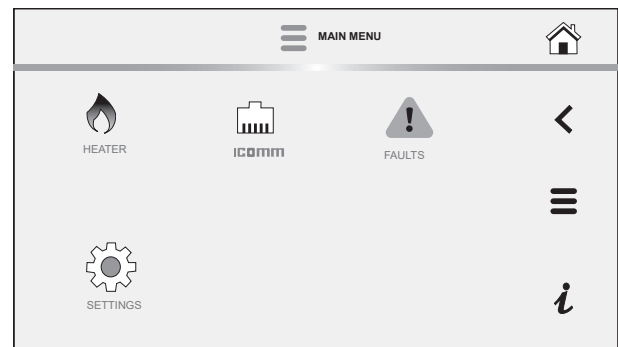 MAIN MENU
HEATER
ICOMM
FAULTS
SETTINGS
i